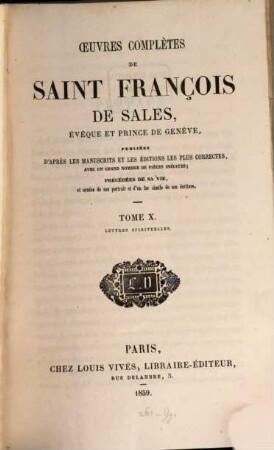 ŒUVRES COMPLÈTES
DE
SAINT FRANÇOIS
DE SALES,
ÉVÊQUE ET PRINCE DE GENÈVE,
PUBLIÉES
D'APRÈS LES MANUSCRITS ET LES ÉDITIONS LES PLUS CORRECTES,
AVEC UN GRAND NOMBRE DE PIÈCES INÉDITES;
PRÉCÉDÉES DE SA VIE,
et ornées de son portrait et d'un fac simile de son écriture.
TOME X.
LETTRES SPIRITUELLES.
L.V
PARIS,
CHEZ LOUIS VIVÈS, LIBRAIRE-ÉDITEUR,
RUE DELAMBRE, 5.
1859.